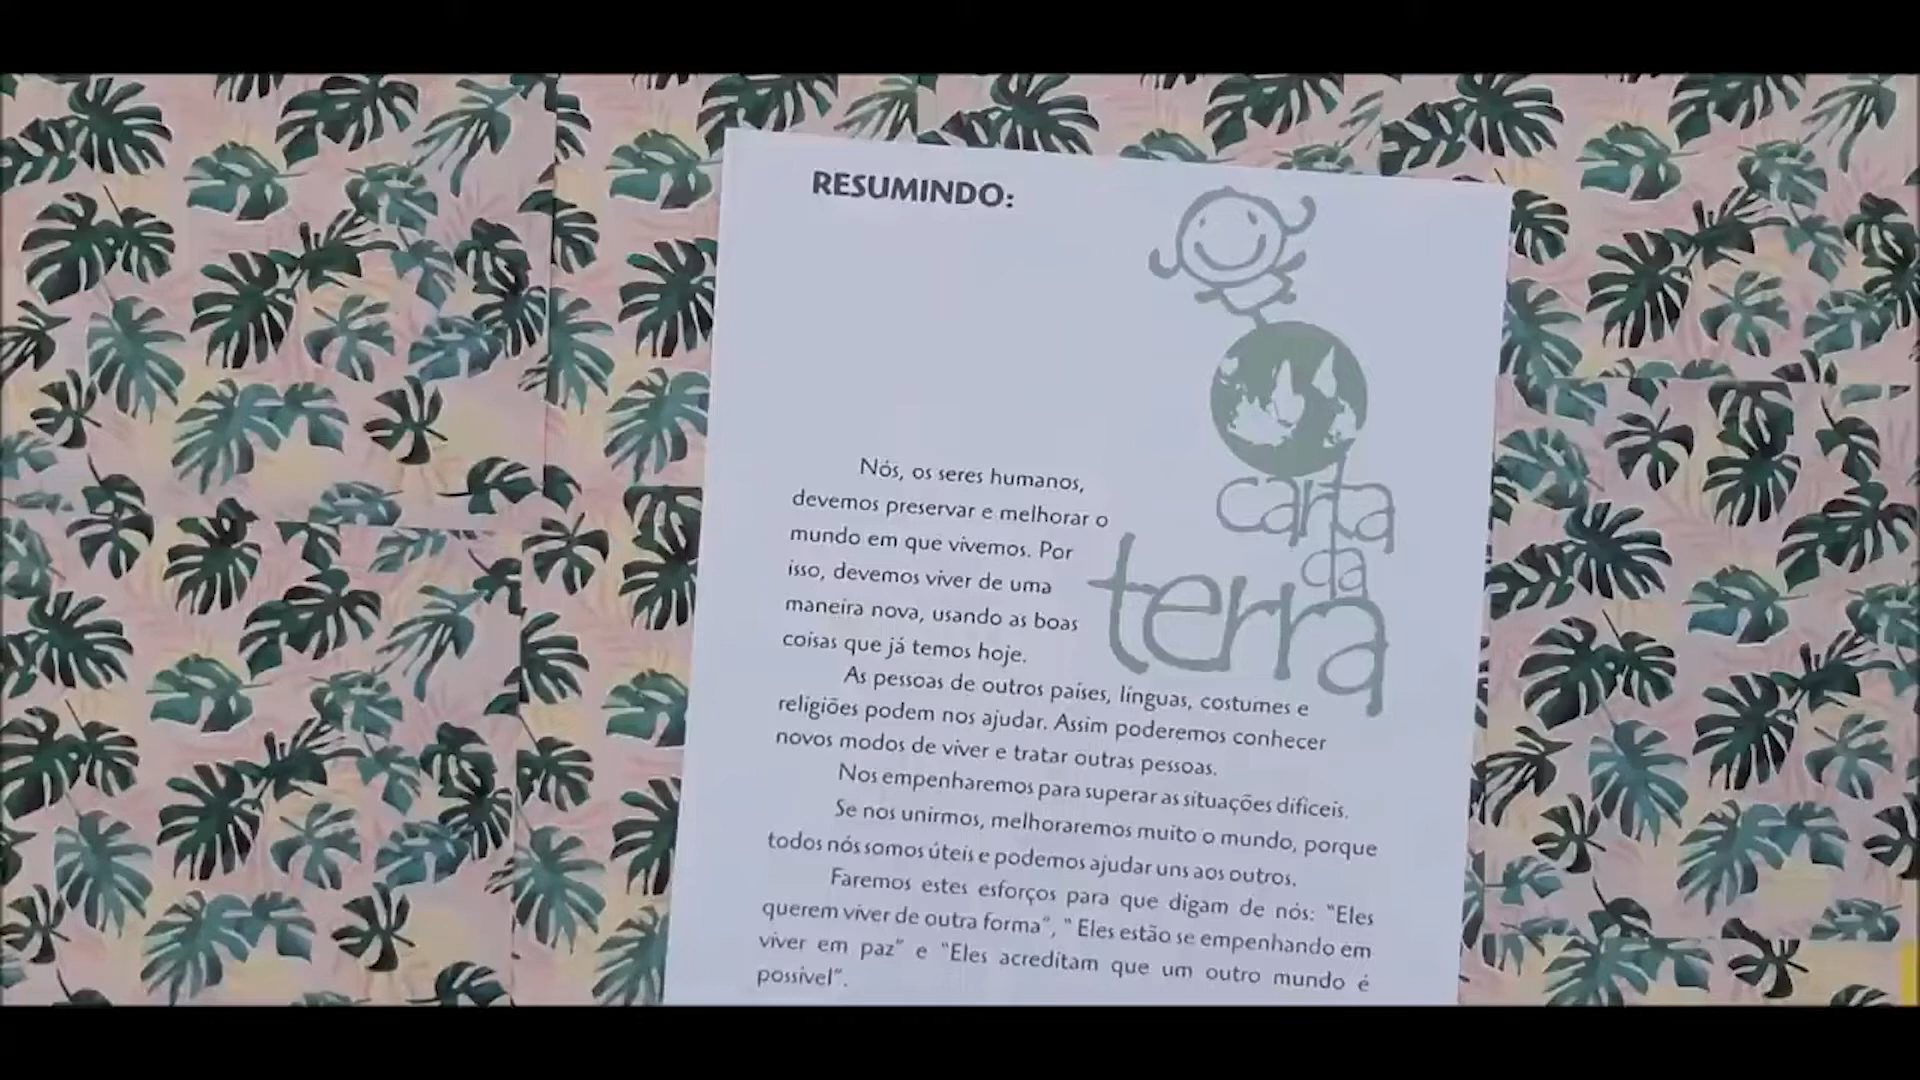 RESUMINDO:
carta
da
terra
Nós, os seres humanos,
devemos preservar e melhorar o
mundo em que vivemos. Por
isso, devemos viver de uma
maneira nova, usando as boas
coisas que já temos hoje.
As pessoas de outros países, línguas, costumes e
religiões podem nos ajudar. Assim poderemos conhecer
novos modos de viver e tratar outras pessoas.
Nos empenharemos para superar as situações difíceis.
Se nos unirmos, melhoraremos muito o mundo, porque
todos nós somos úteis e podemos ajudar uns aos outros.
Faremos estes esforços para que digam de nós: "Eles
querem viver de outra forma", " Eles estão se empenhando em
viver em paz" e "Eles acreditam que um outro mundo é
possível".